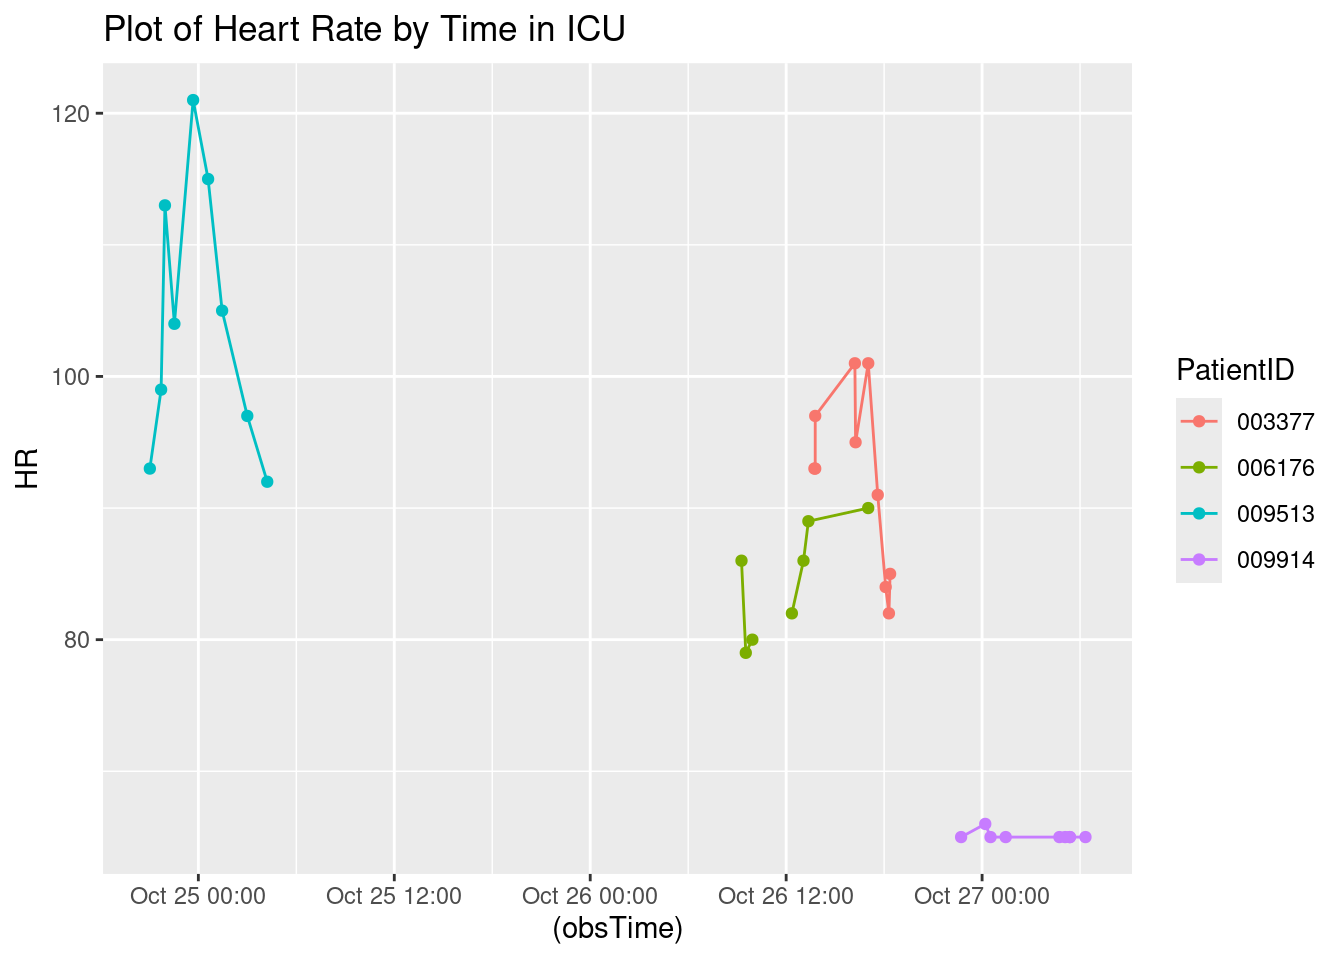 Plot of Heart Rate by Time in ICU
120
100
80
HR
Oct 25 00:00
Oct 25 12:00
Oct 26 00:00
Oct 26 12:00
Oct 27 00:00
(obsTime)
PatientID
003377
006176
009513
009914